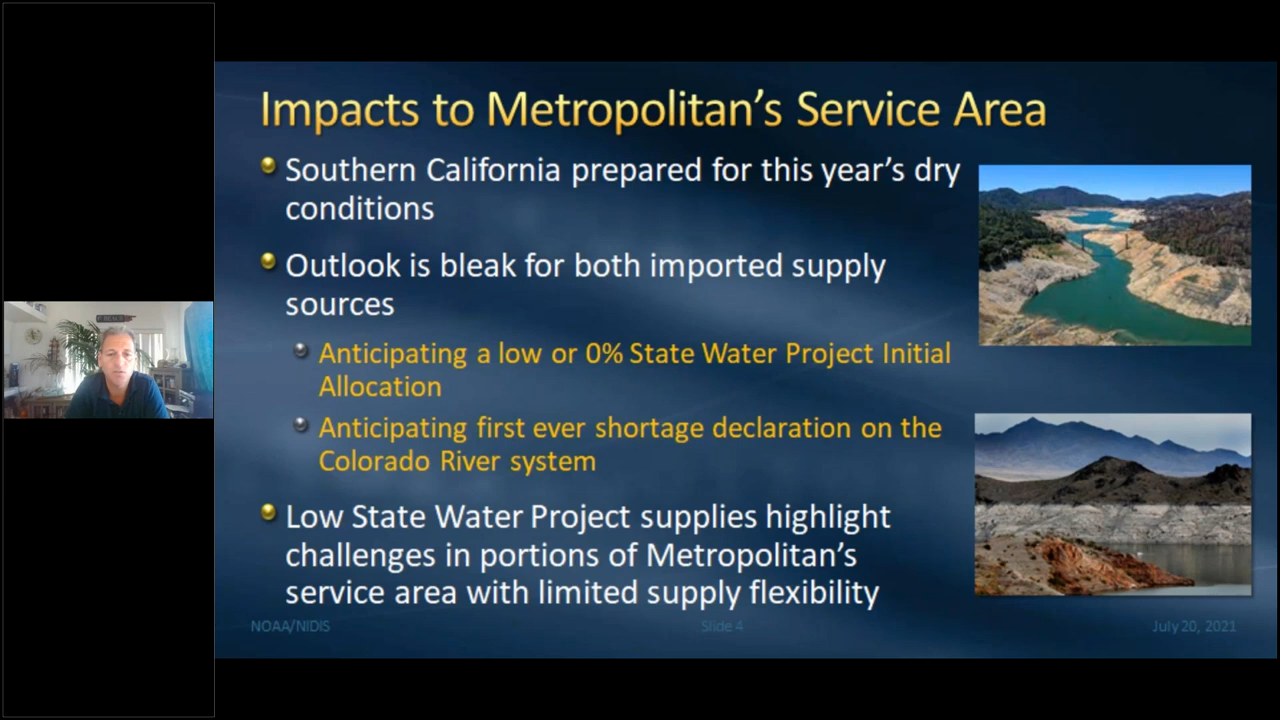 Impacts to Metropolitan's Service Area
Southern California prepared for this year's dry
conditions
Outlook is bleak for both imported supply
sources
Anticipating a low or 0% State Water Project Initial
Allocation
Anticipating first ever shortage declaration on the
Colorado River system
Low State Water Project supplies highlight
challenges in portions of Metropolitan's
service area with limited supply flexibility
NOAA/NIDIS
Slide 4
July 20, 2021